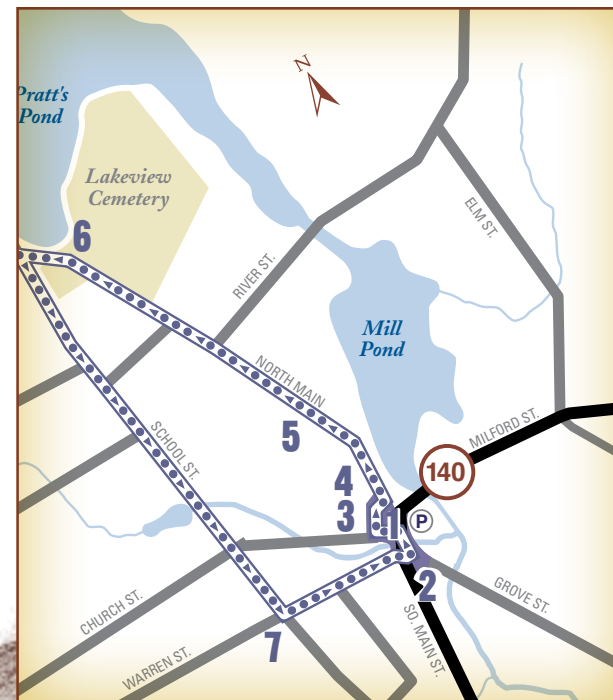 N
Pratt's
Pond
Lakeview
Cemetery
6
ELM ST.
RIVER ST.
Mill
Pond
NORTH MAIN
5
SCHOOL ST.
MILFORD ST.
140
4
3
1
P
2
GROVE ST.
CHURCH ST.
SO. MAIN ST.
7
WARREN ST.